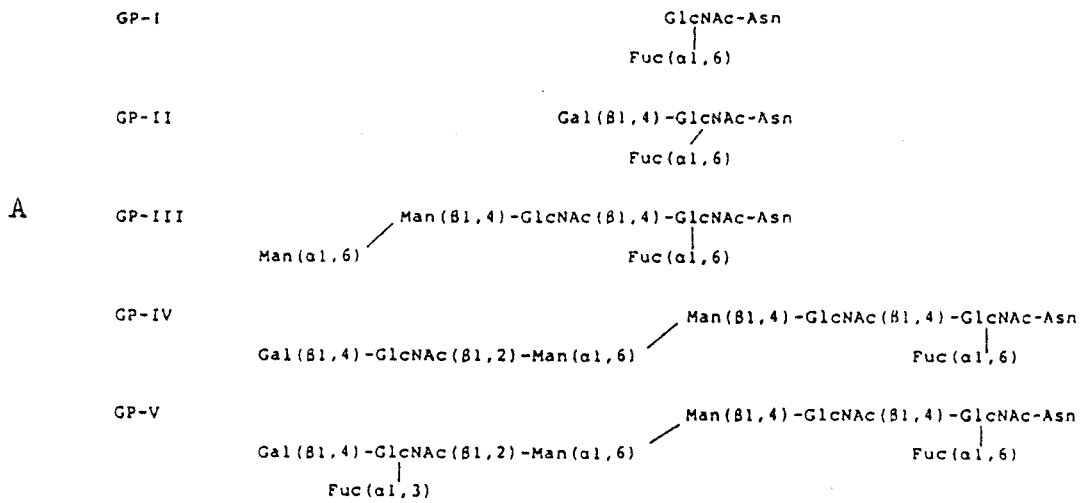 GP-I GlcNAc-Asn
Fuc(α1,6)
GP-II Gal(β1,4)-GlcNAc-Asn
Fuc(α1,6)
A
GP-III Man(β1,4)-GlcNAc(β1,4)-GlcNAc-Asn
Man(α1,6) Fuc(α1,6)
GP-IV Man(β1,4)-GlcNAc(β1,4)-GlcNAc-Asn
Gal(β1,4)-GlcNAc(β1,2)-Man(α1,6) Fuc(α1,6)
GP-V Man(β1,4)-GlcNAc(β1,4)-GlcNAc-Asn
Gal(β1,4)-GlcNAc(β1,2)-Man(α1,6) Fuc(α1,6)
Fuc(α1,3)